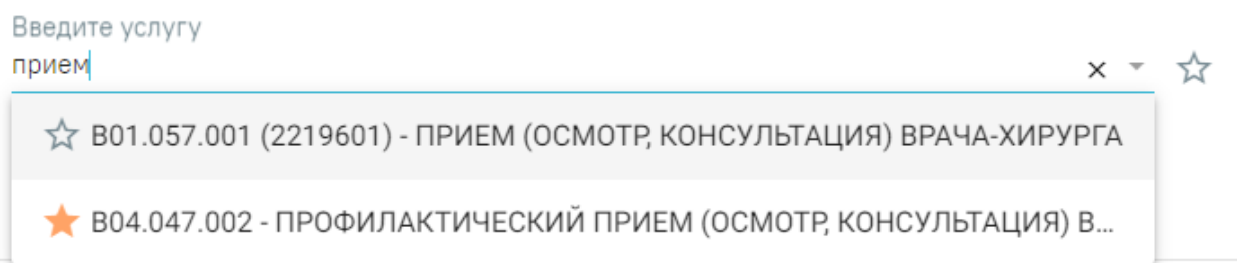 Введите услугу
прием
B01.057.001 (2219601) - ПРИЕМ (ОСМОТР, КОНСУЛЬТАЦИЯ) ВРАЧА-ХИРУРГА
B04.047.002 - ПРОФИЛАКТИЧЕСКИЙ ПРИЕМ (ОСМОТР, КОНСУЛЬТАЦИЯ) В...